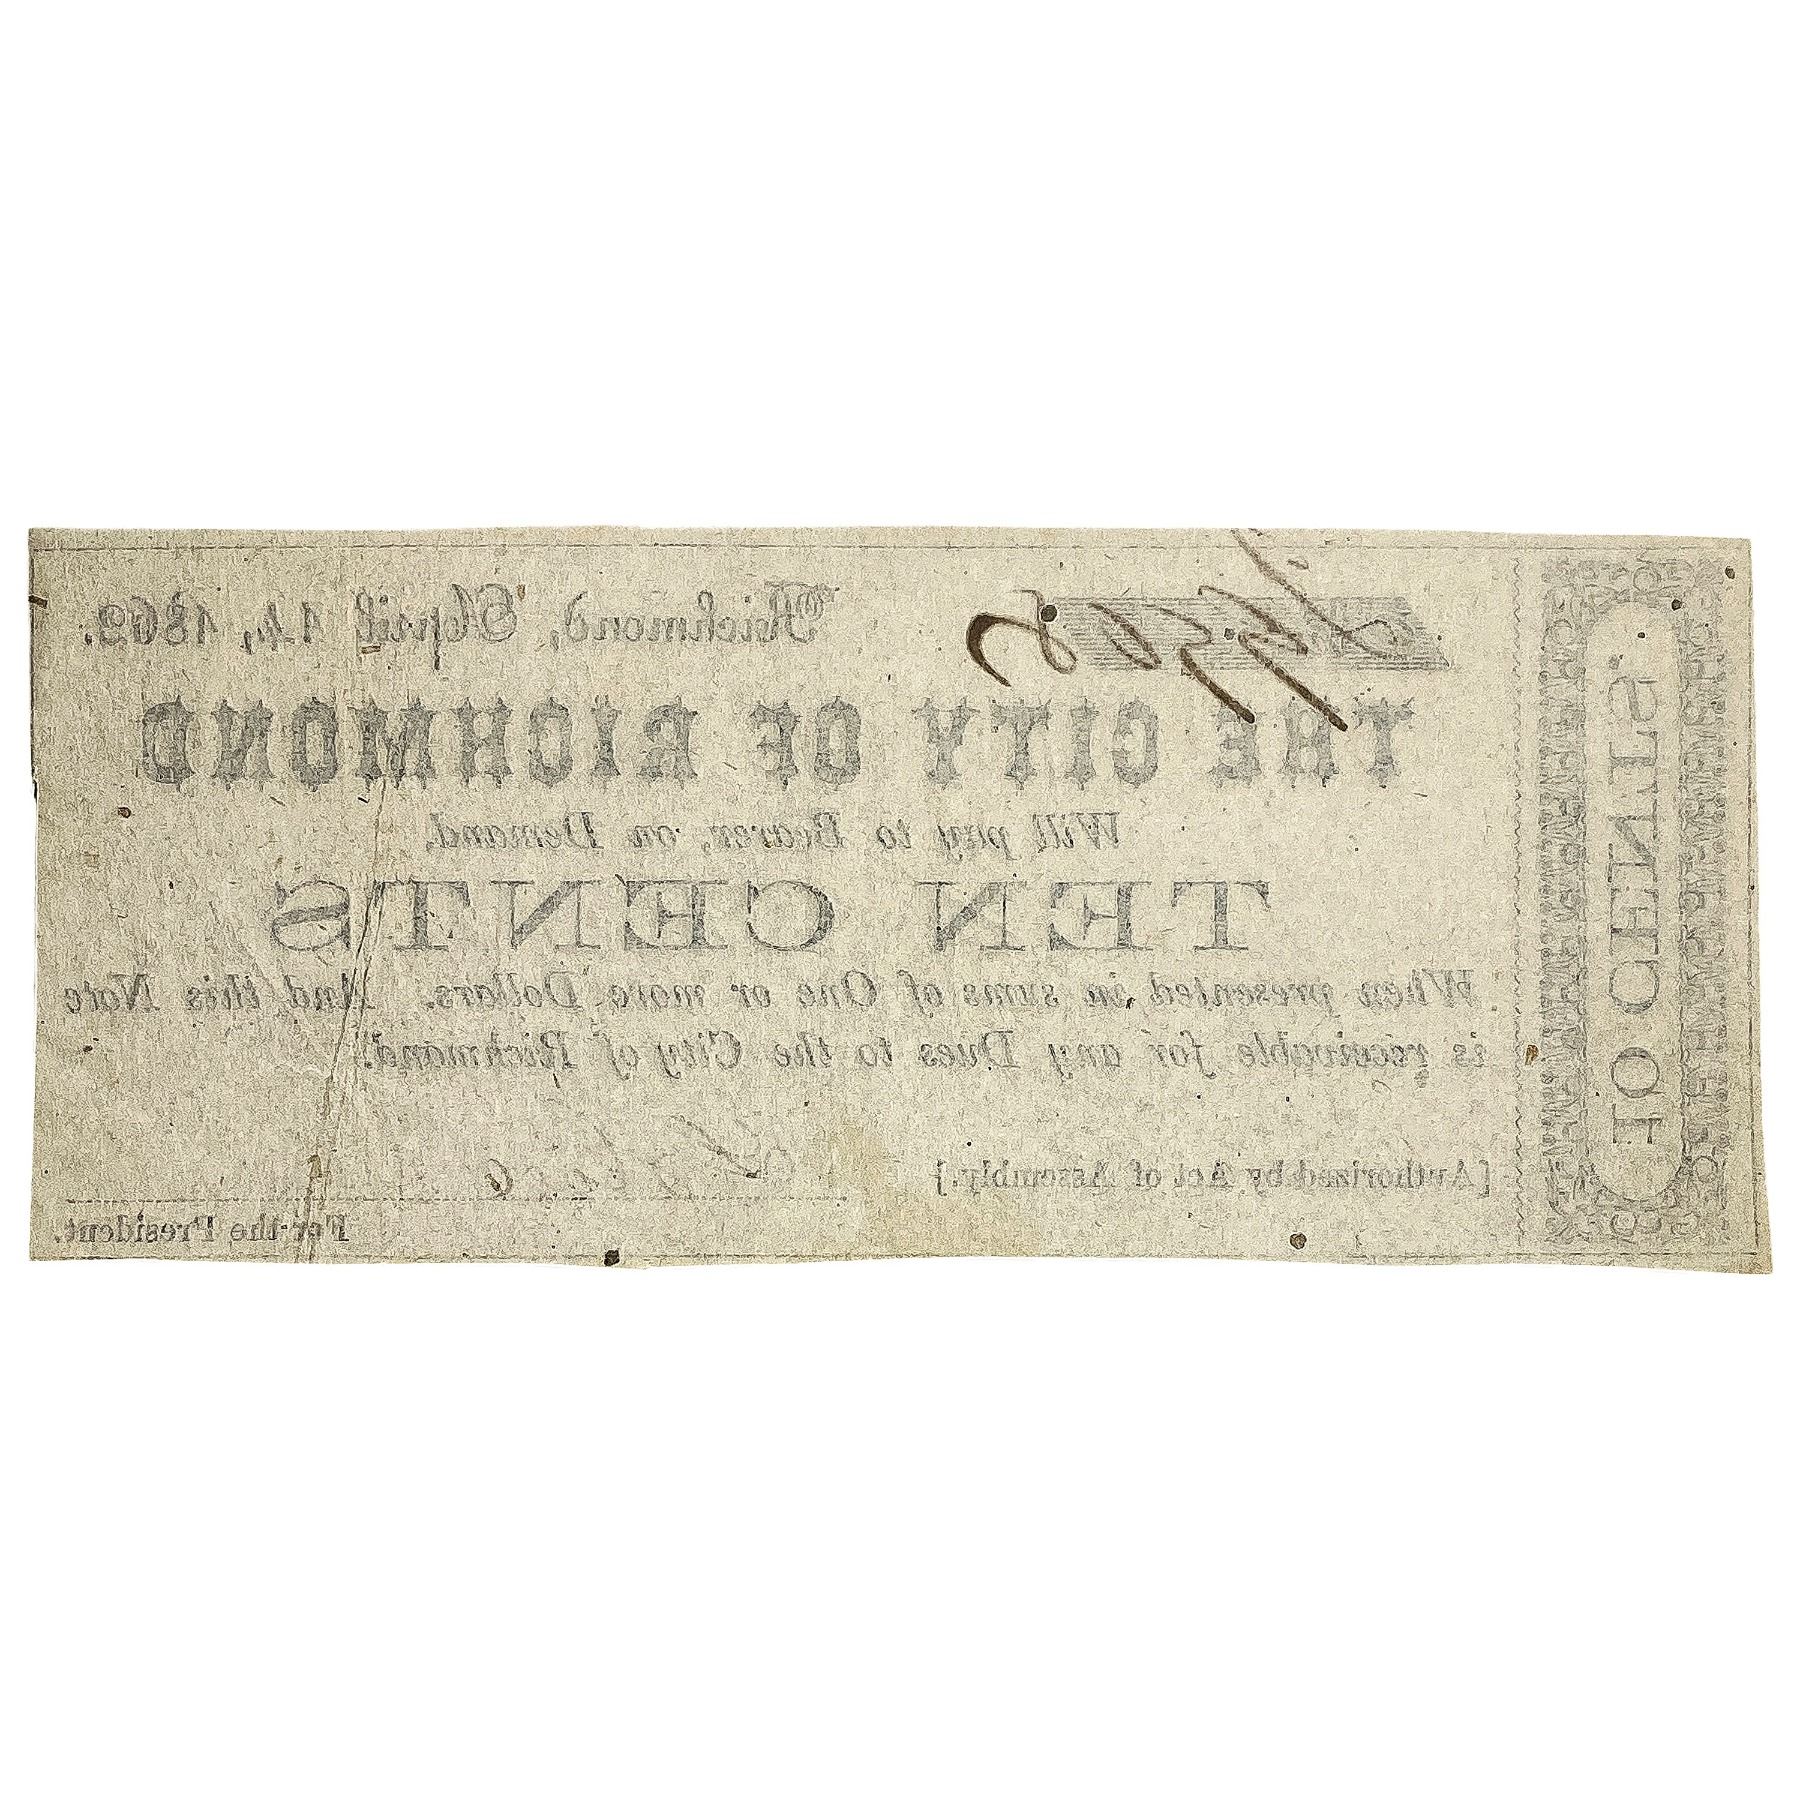 Richmond, April 14, 1862.
THE CITY OF RICHMOND
Will pay to Bearer, on Demand,
TEN CENTS
When presented in sums of One or more Dollars. And this Note
is receivable for any Dues to the City of Richmond.
[Authorized by Act of Assembly.]
For the President.
10 CENTS.